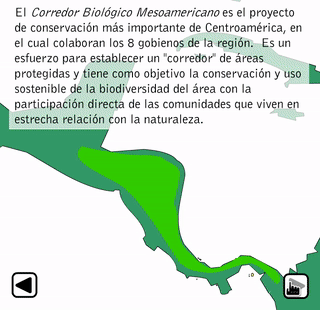 El Corredor Biológico Mesoamericano es el proyecto
de conservación más importante de Centroamérica, en
el cual colaboran los 8 gobienos de la región.  Es un
esfuerzo para establecer un "corredor" de áreas
protegidas y tiene como objetivo la conservación y uso
sostenible de la biodiversidad del área con la
participación directa de las comunidades que viven en
estrecha relación con la naturaleza.